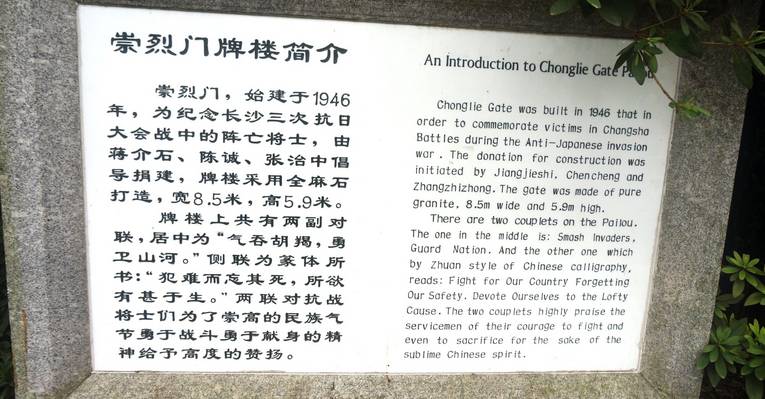 崇烈门牌楼简介
崇烈门，始建于1946
年，为纪念长沙三次抗日
大会战中的阵亡将士，由
蒋介石、陈诚、张治中倡
导捐建，牌楼采用全麻石
打造，宽8.5米，高5.9米。
牌楼上共有两副对
联，居中为“气吞胡羯，勇
卫山河。”侧联为篆体所
书：“犯难而忘其死，所欲
有甚于生。”两联对抗战
将士们为了崇高的民族气
节勇于战斗勇于献身的精
神给予高度的赞扬。
An Introduction to Chonglie Gate Pailou
Chonglie Gate was built in 1946 that in
order to commemorate victims in Changsha
Battles during the Anti-Japanese invasion
war. The donation for construction was
initiated by Jiangjieshi, Chencheng and
Zhangzhizhong. The gate was made of pure
granite, 8.5m wide and 5.9m high.
There are two couplets on the Pailou.
The one in the middle is: Smash Invaders,
Guard Nation. And the other one which
by Zhuan style of Chinese calligraphy,
reads: Fight for Our Country Forgetting
Our Safety. Devote Ourselves to the Lofty
Cause. The two couplets highly praise the
servicemen of their courage to fight and
even to sacrifice for the sake of the
sublime Chinese spirit.